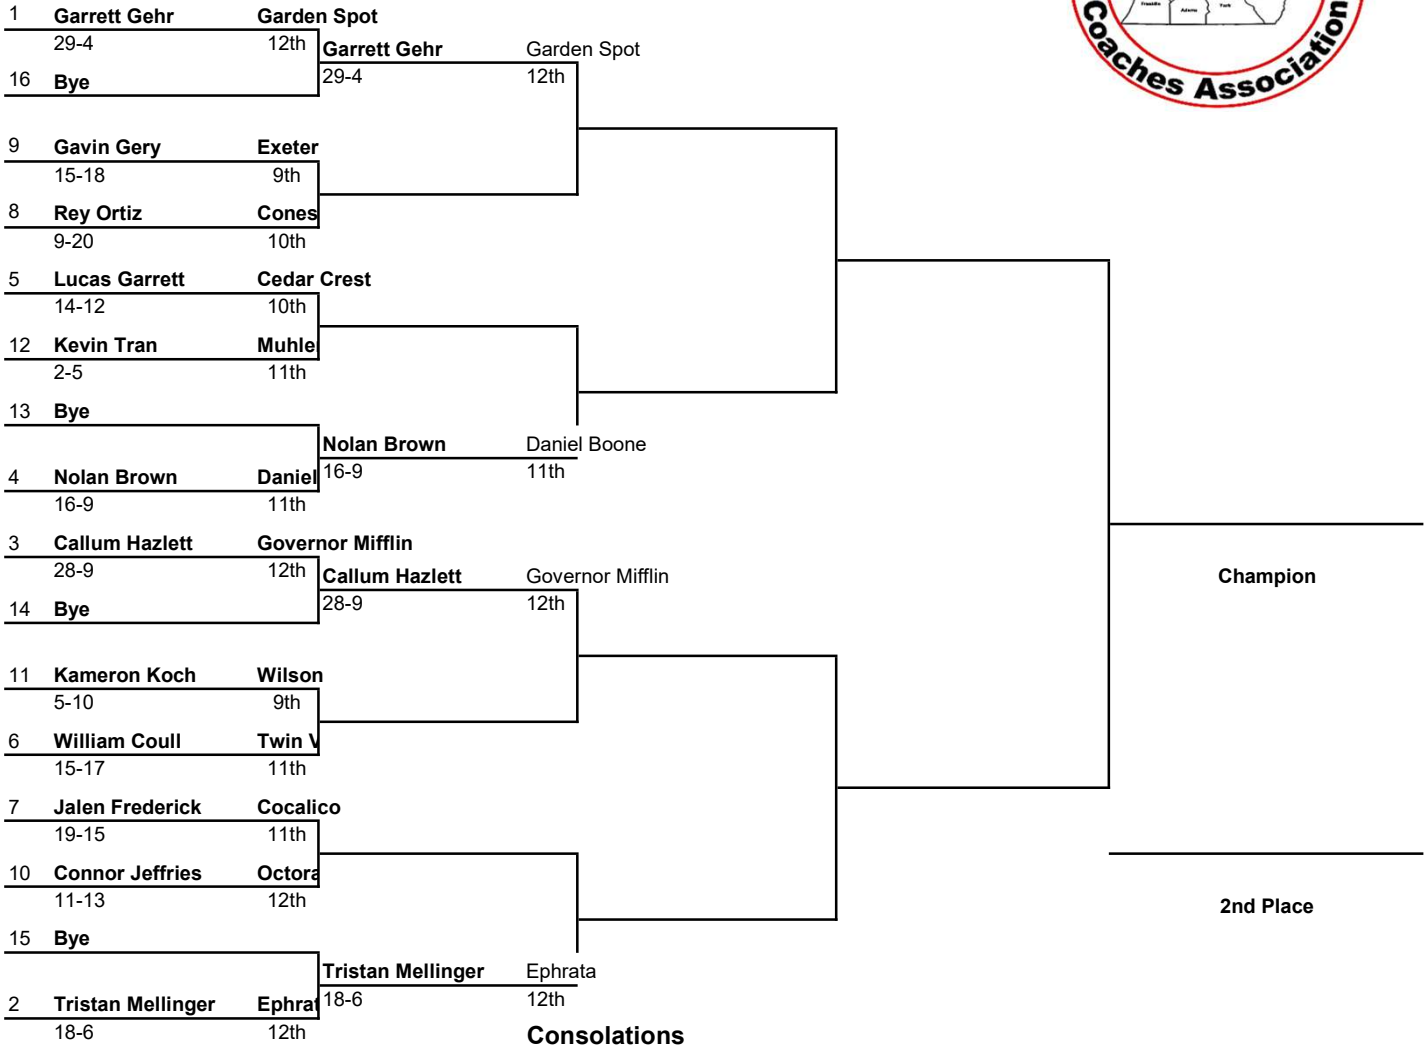 1 Garrett Gehr Garden Spot
29-4 12th
Garrett Gehr Garden Spot
29-4 12th
16 Bye
9 Gavin Gery Exeter
15-18 9th
8 Rey Ortiz Cones
9-20 10th
5 Lucas Garrett Cedar Crest
14-12 10th
12 Kevin Tran Muhle
2-5 11th
13 Bye
Nolan Brown Daniel Boone
16-9 11th
4 Nolan Brown Daniel
16-9 11th
3 Callum Hazlett Governor Mifflin
28-9 12th
Callum Hazlett Governor Mifflin
28-9 12th
14 Bye
11 Kameron Koch Wilson
5-10 9th
6 William Coull Twin V
15-17 11th
7 Jalen Frederick Cocalico
19-15 11th
10 Connor Jeffries Octora
11-13 12th
15 Bye
Tristan Mellinger Ephrata
18-6 12th
2 Tristan Mellinger Ephrat
18-6 12th
Consolations
Champion
2nd Place
Coaches Association
Franklin Adams York